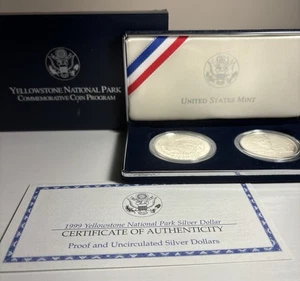 YELLOWSTONE NATIONAL PARK
COMMEMORATIVE COIN PROGRAM
UNITED STATES MINT
1999 Yellowstone National Park Silver Dollar
CERTIFICATE OF AUTHENTICITY
Proof and Uncirculated Silver Dollars